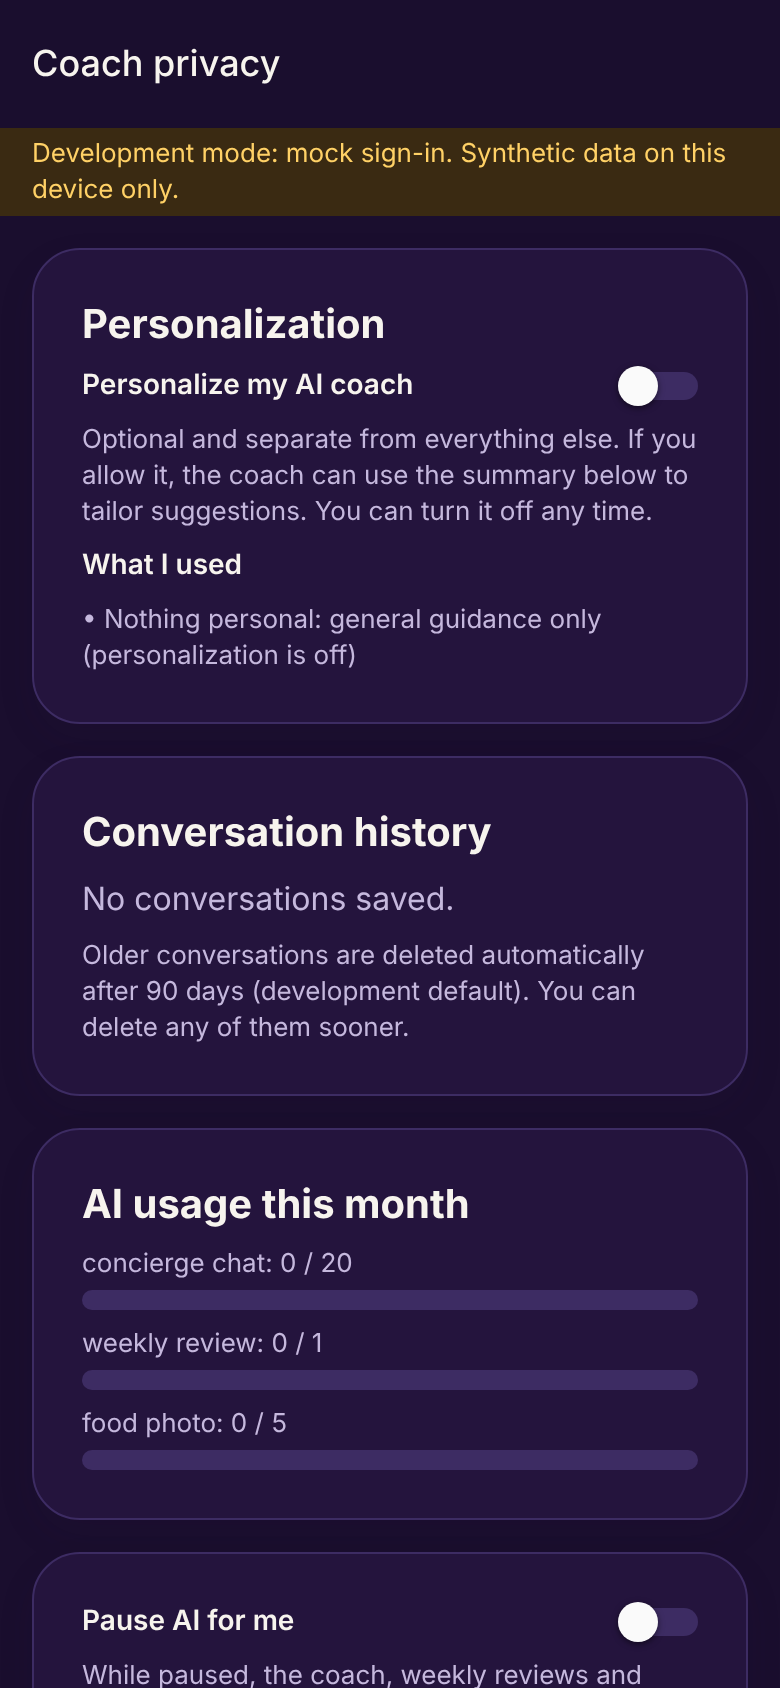 Coach privacy
Development mode: mock sign-in. Synthetic data on this
device only.
Personalization
Personalize my AI coach
Optional and separate from everything else. If you
allow it, the coach can use the summary below to
tailor suggestions. You can turn it off any time.
What I used
• Nothing personal: general guidance only
(personalization is off)
Conversation history
No conversations saved.
Older conversations are deleted automatically
after 90 days (development default). You can
delete any of them sooner.
AI usage this month
concierge chat: 0 / 20
weekly review: 0 / 1
food photo: 0 / 5
Pause AI for me
While paused, the coach, weekly reviews and